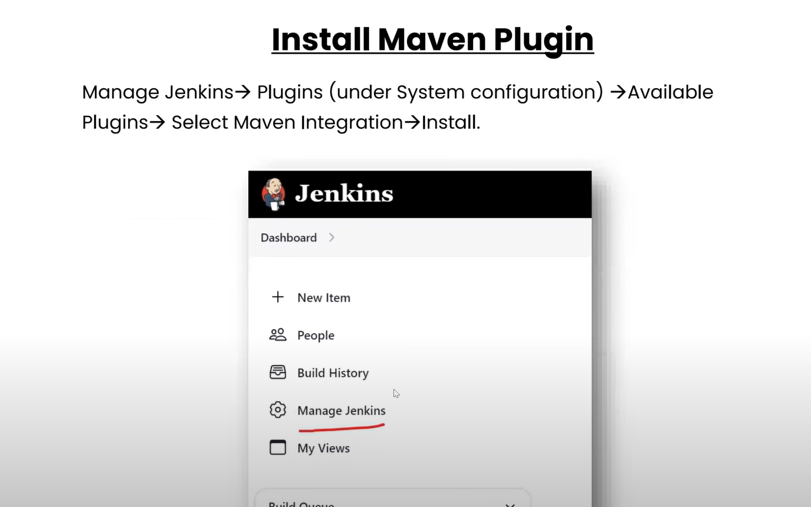 Install Maven Plugin
Manage Jenkins→ Plugins (under System configuration) →Available
Plugins→ Select Maven Integration→Install.
Jenkins
Dashboard >
New Item
People
Build History
Manage Jenkins
My Views
Build Queue